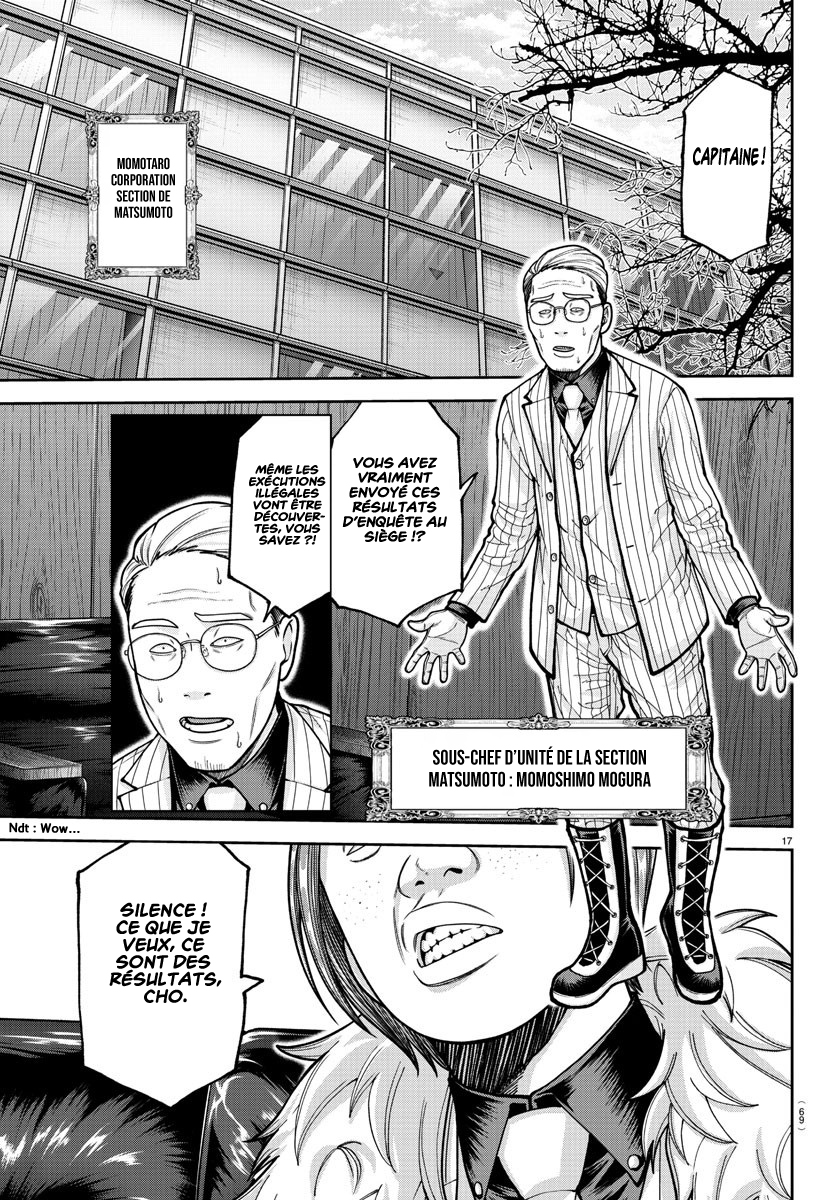 CAPITAINE !
MOMOTARO
CORPORATION
SECTION DE
MATSUMOTO
VOUS AVEZ
VRAIMENT
ENVOYÉ CES
RÉSULTATS
D'ENQUÊTE AU
SIÈGE !?
MÊME LES
EXÉCUTIONS
ILLÉGALES
VONT ÊTRE
DÉCOUVER-
TES, VOUS
SAVEZ ?!
SOUS-CHEF D'UNITÉ DE LA SECTION
MATSUMOTO : MOMOSHIMO MOGURA
Ndt : Wow...
17
SILENCE !
CE QUE JE
VEUX, CE
SONT DES
RÉSULTATS,
CHO.
(69)